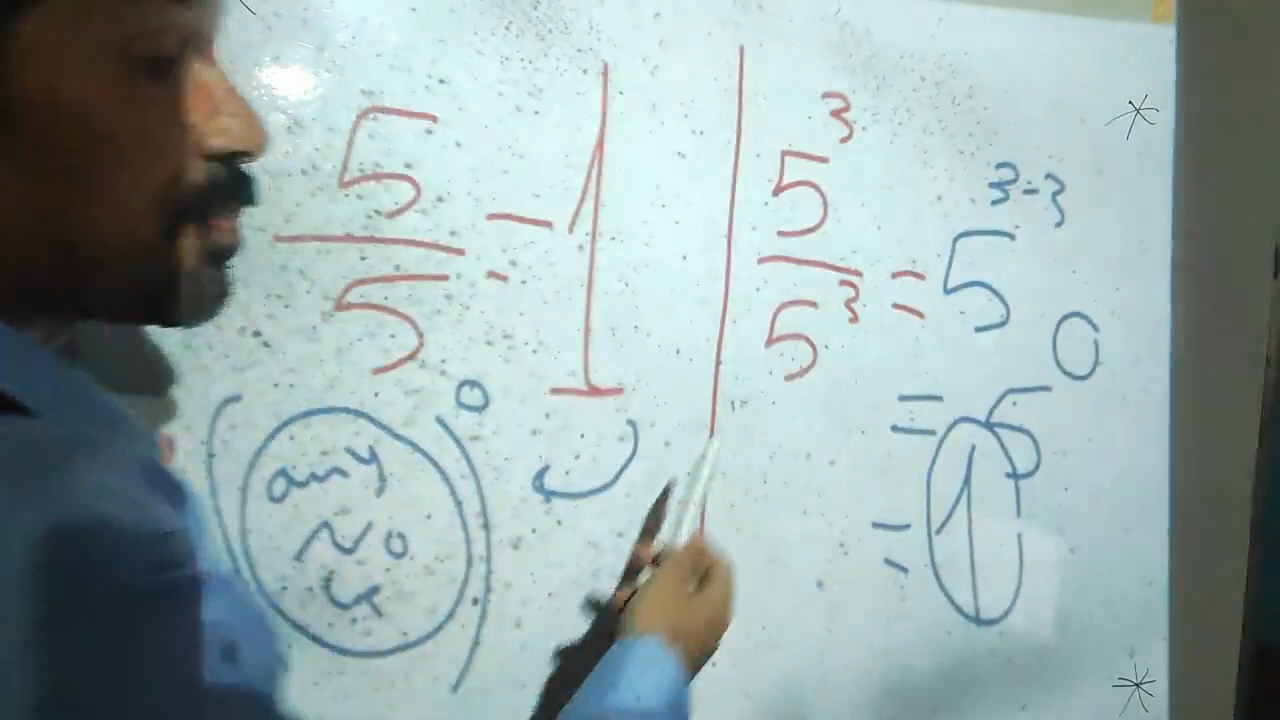 5/5 = 1
5³/5³ = 5³⁻³
= 5⁰
= 1
(any
No
)⁰